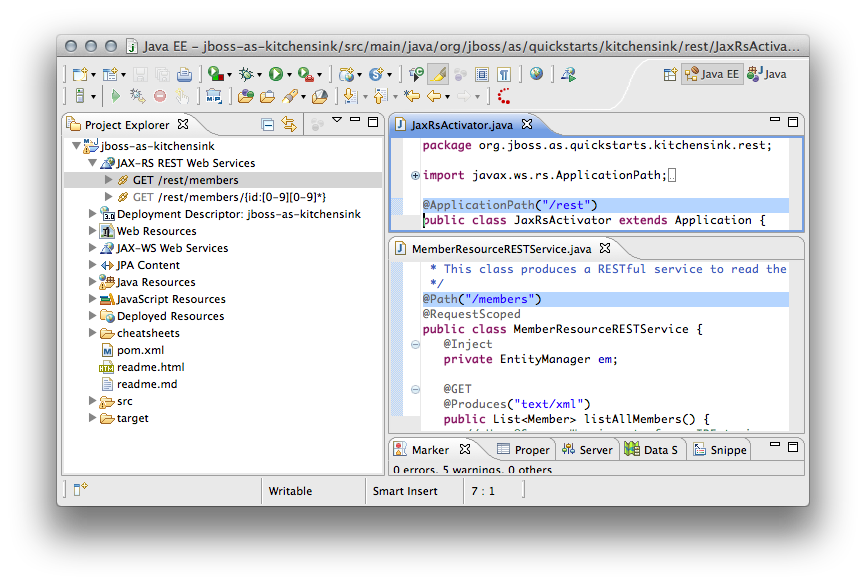 Java EE – jboss-as-kitchensink/src/main/java/org/jboss/as/quickstarts/kitchensink/rest/JaxRsActiva...
Java EE
Java
Project Explorer
jboss-as-kitchensink
JAX-RS REST Web Services
GET /rest/members
GET /rest/members/{id:[0-9][0-9]*}
Deployment Descriptor: jboss-as-kitchensink
Web Resources
JAX-WS Web Services
JPA Content
Java Resources
JavaScript Resources
Deployed Resources
cheatsheets
pom.xml
readme.html
readme.md
src
target
JaxRsActivator.java
package org.jboss.as.quickstarts.kitchensink.rest;
import javax.ws.rs.ApplicationPath;
@ApplicationPath("/rest")
public class JaxRsActivator extends Application {
MemberResourceRESTService.java
* This class produces a RESTful service to read the
*/
@Path("/members")
@RequestScoped
public class MemberResourceRESTService {
@Inject
private EntityManager em;
@GET
@Produces("text/xml")
public List<Member> listAllMembers() {
Marker
Proper
Server
Data S
Snippe
0 errors, 5 warnings, 0 others
Writable
Smart Insert
7 : 1